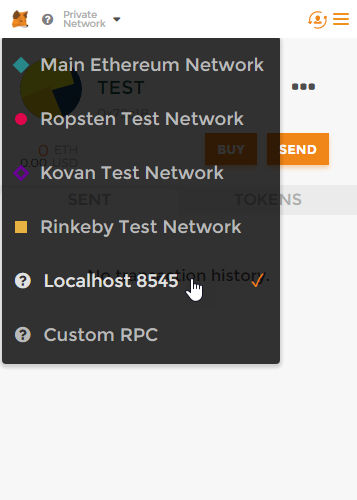 Private
Network
Main Ethereum Network
TEST
Ropsten Test Network
0 ETH
0.00 USD
BUY
SEND
Kovan Test Network
SENT
TOKENS
Rinkeby Test Network
No transaction history.
Localhost 8545
Custom RPC